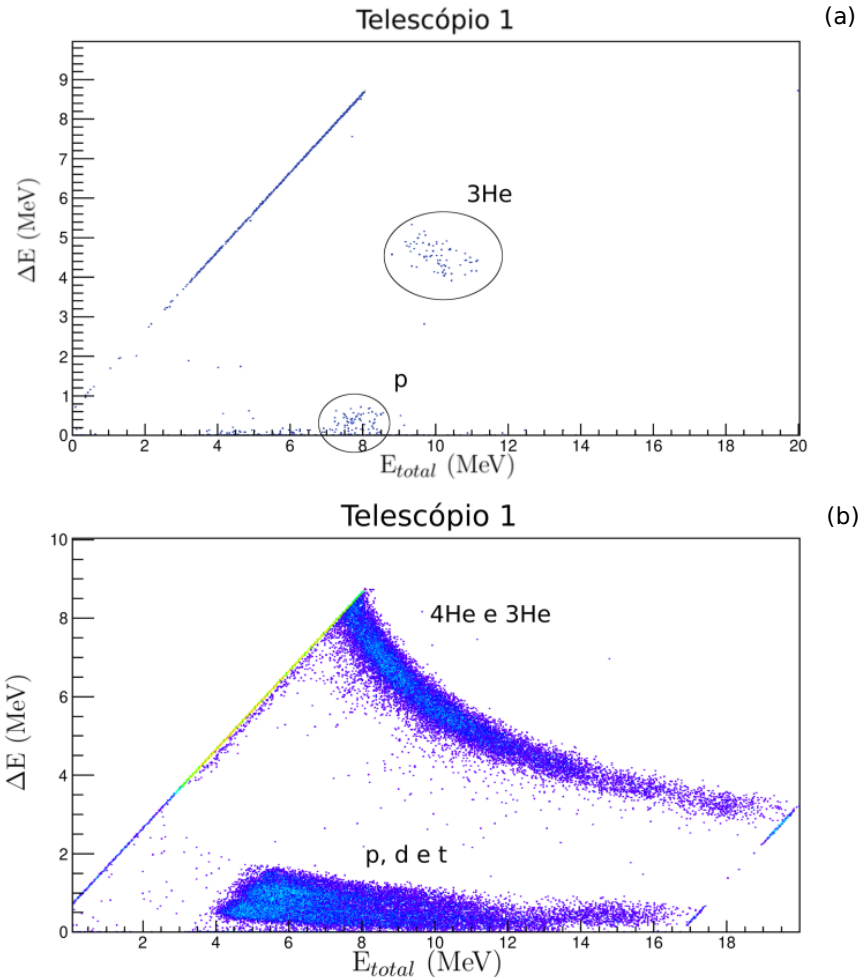 Telescópio 1
(a)
9
8
7
6
5
4
3
2
1
0
ΔE (MeV)
3He
p
0 2 4 6 8 10 12 14 16 18 20
E_total (MeV)
Telescópio 1
(b)
10
8
6
4
2
0
ΔE (MeV)
4He e 3He
p, d e t
2 4 6 8 10 12 14 16 18
E_total (MeV)